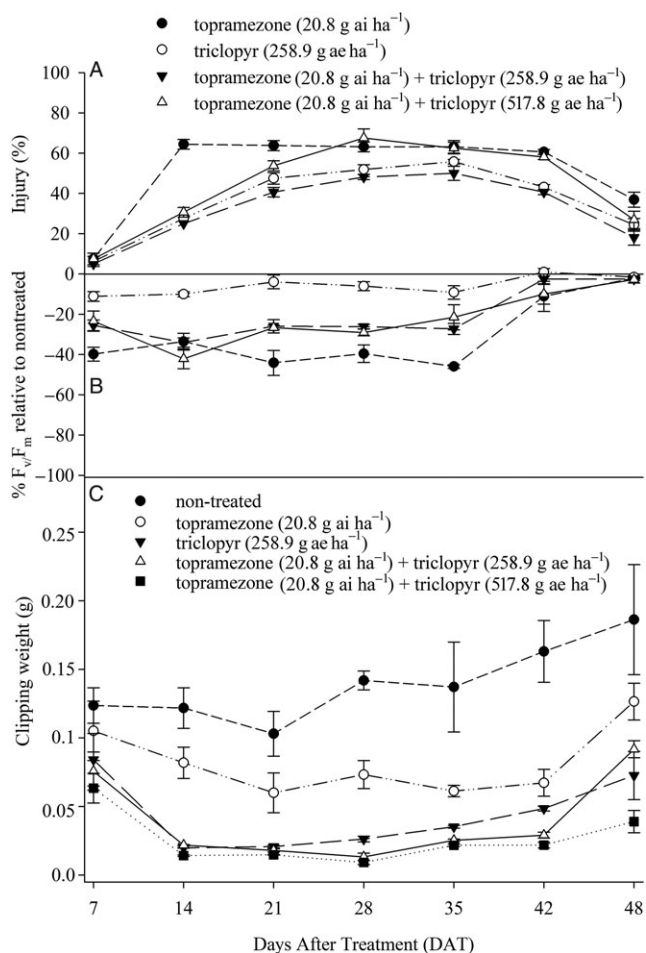 topramezone (20.8 g ai ha⁻¹)
triclopyr (258.9 g ae ha⁻¹)
topramezone (20.8 g ai ha⁻¹) + triclopyr (258.9 g ae ha⁻¹)
topramezone (20.8 g ai ha⁻¹) + triclopyr (517.8 g ae ha⁻¹)
A
Injury (%)
100
80
60
40
20
0
% Fv/Fm relative to nontreated
−20
−40
−60
−80
−100
B
C
non-treated
topramezone (20.8 g ai ha⁻¹)
triclopyr (258.9 g ae ha⁻¹)
topramezone (20.8 g ai ha⁻¹) + triclopyr (258.9 g ae ha⁻¹)
topramezone (20.8 g ai ha⁻¹) + triclopyr (517.8 g ae ha⁻¹)
Clipping weight (g)
0.25
0.20
0.15
0.1
0.05
0.0
7 14 21 28 35 42 48
Days After Treatment (DAT)